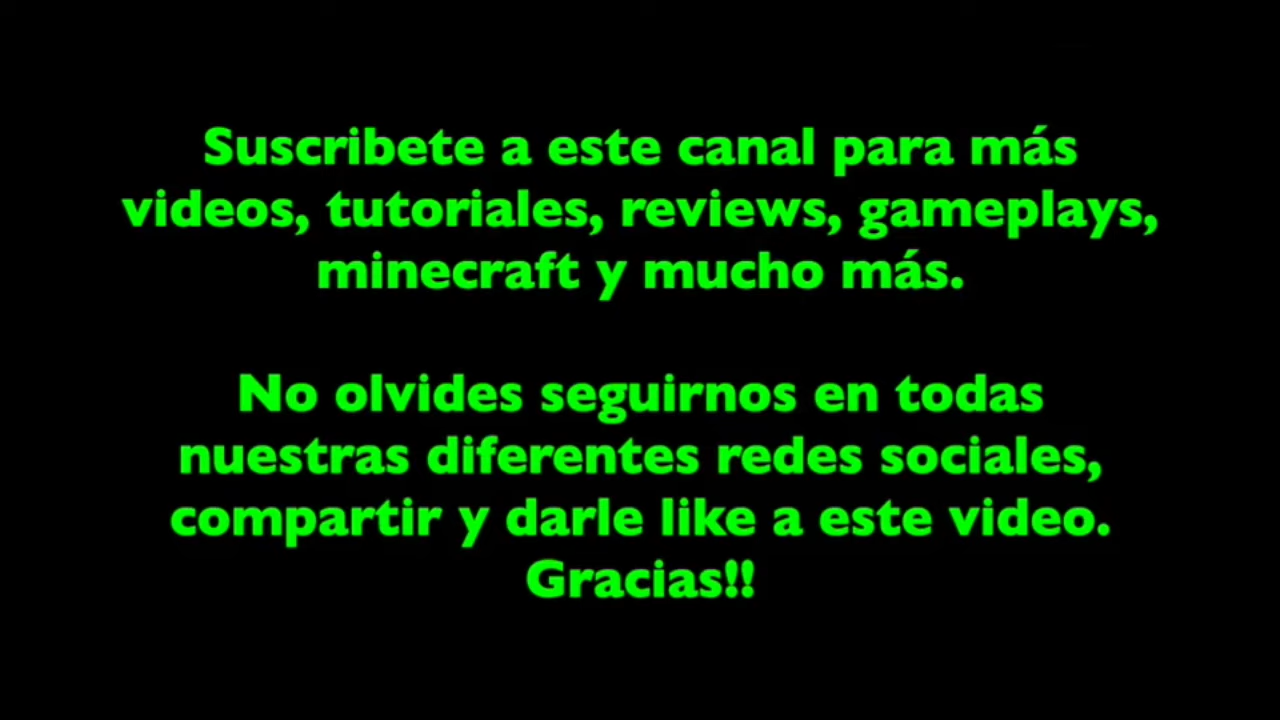 Suscribete a este canal para más
videos, tutoriales, reviews, gameplays,
minecraft y mucho más.
No olvides seguirnos en todas
nuestras diferentes redes sociales,
compartir y darle like a este video.
Gracias!!